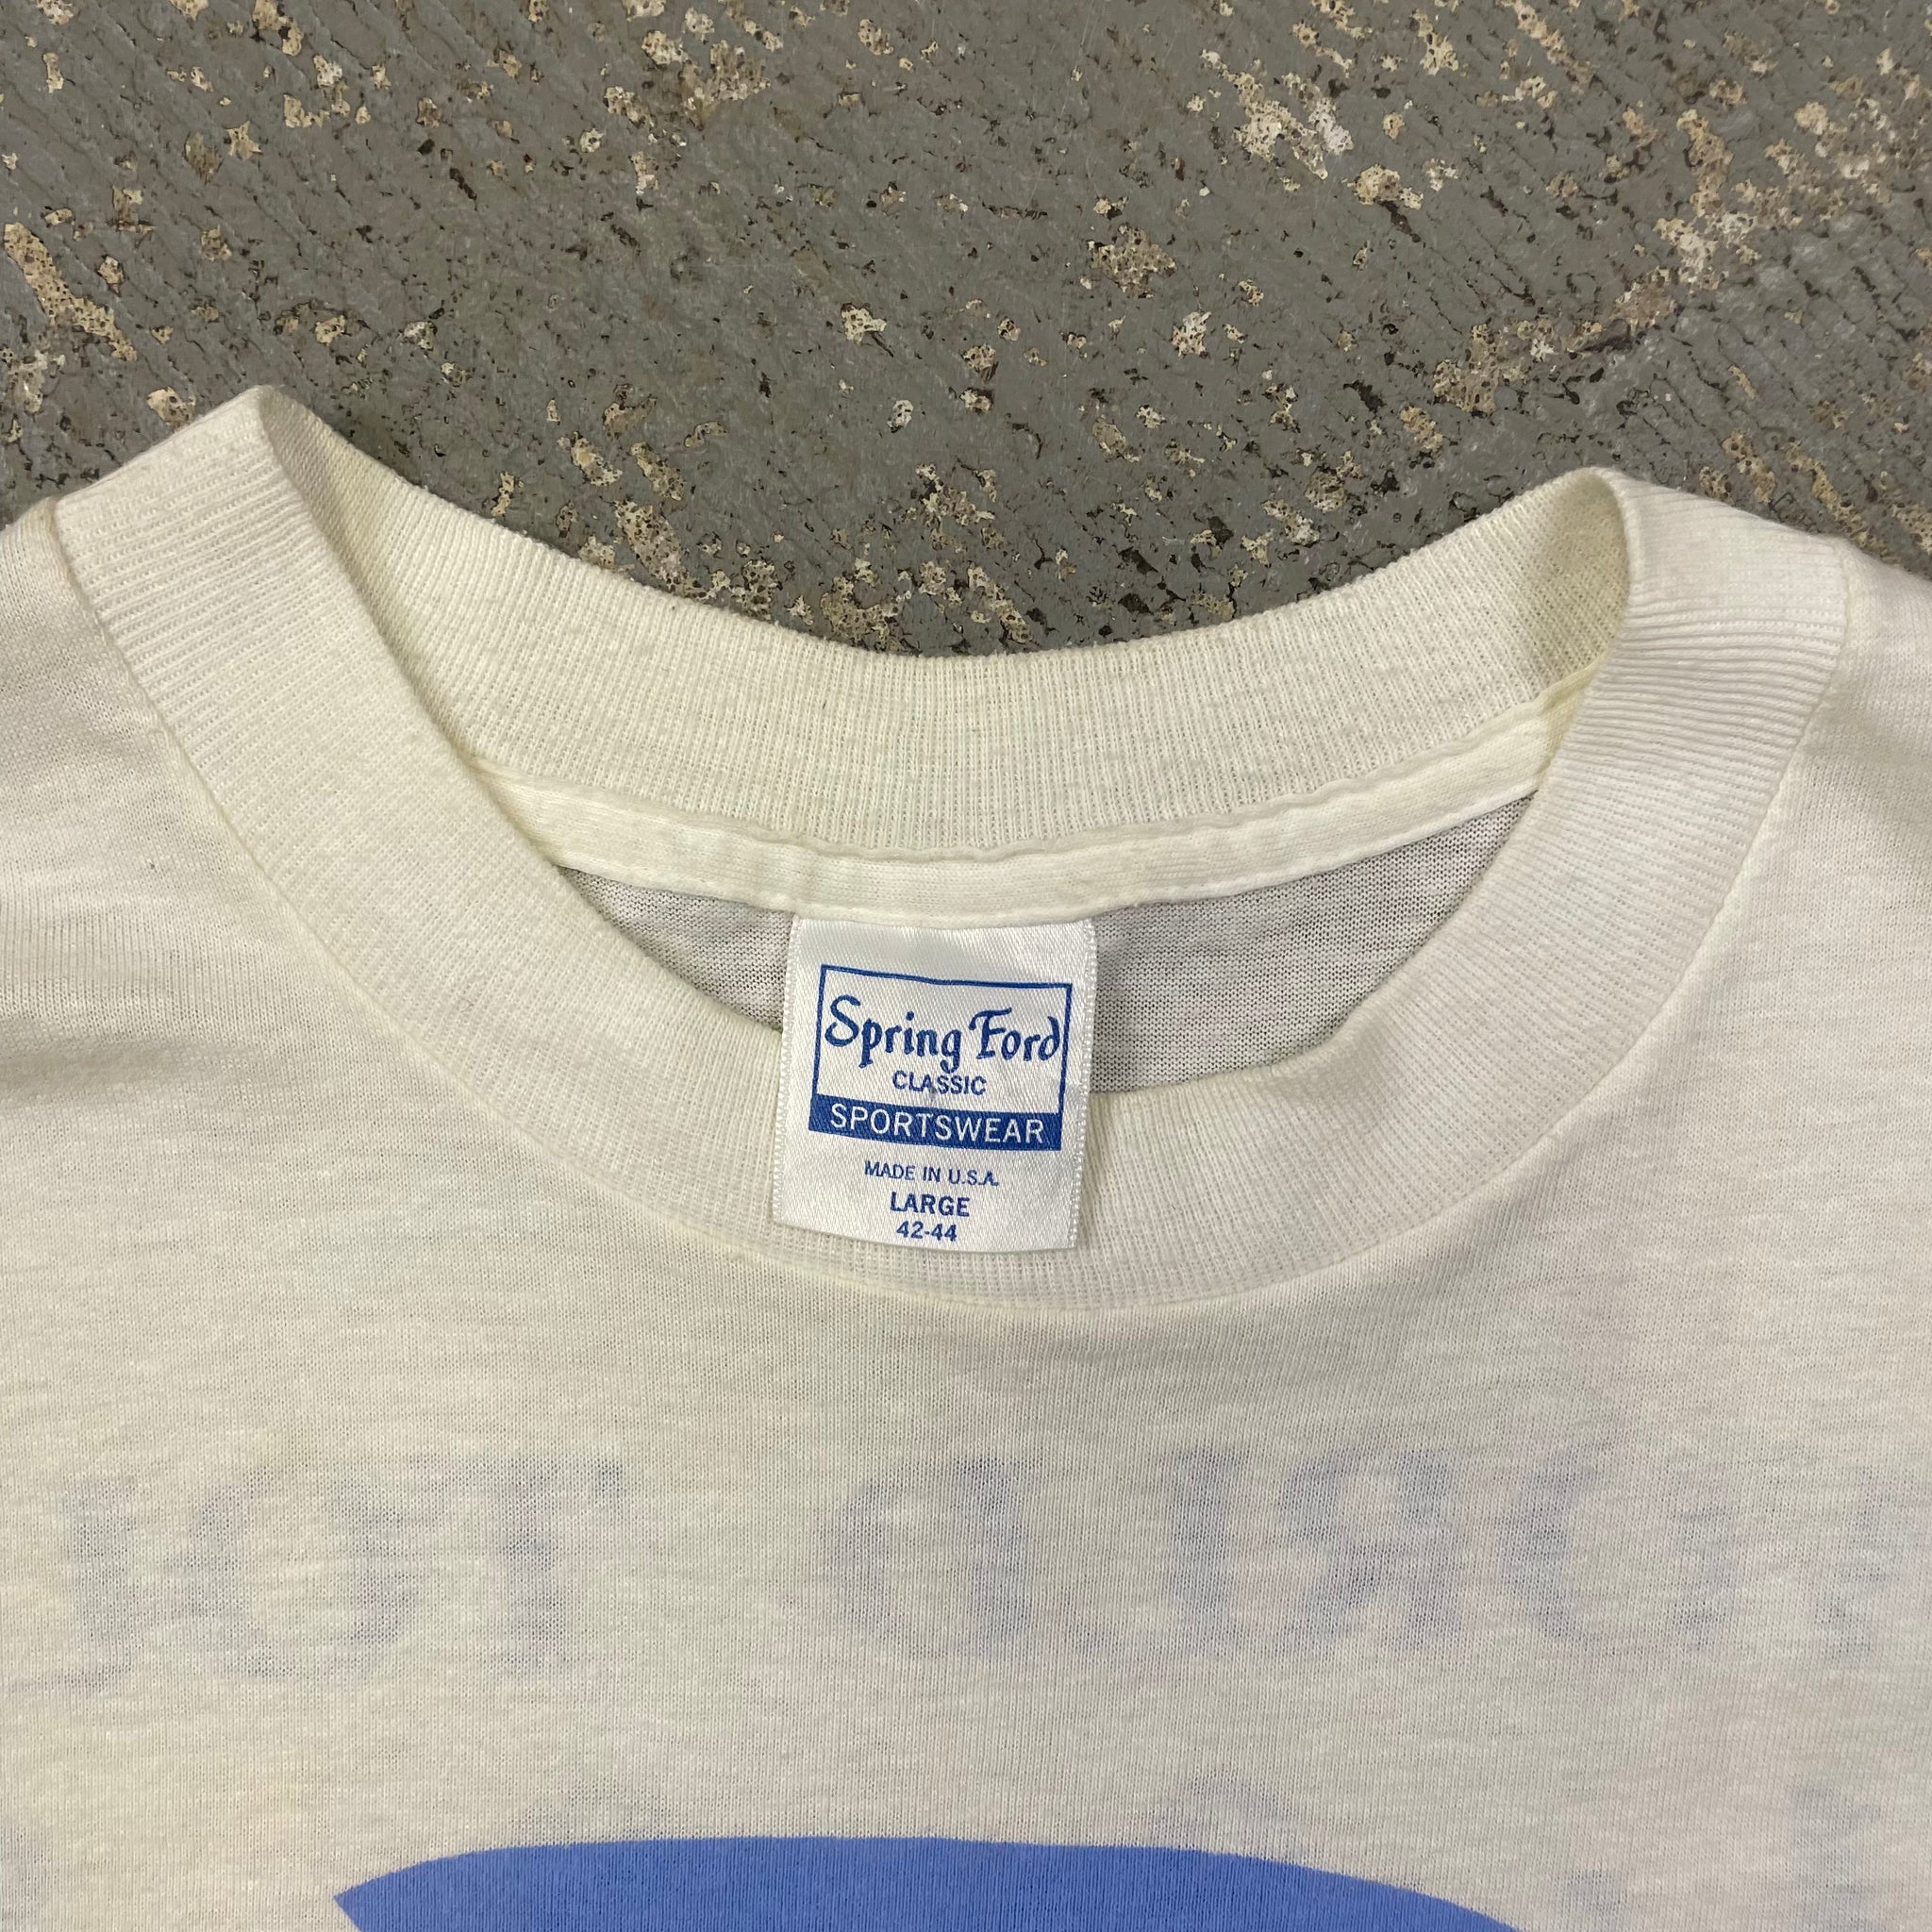 Spring Ford
CLASSIC
SPORTSWEAR
MADE IN U.S.A.
LARGE
42-44